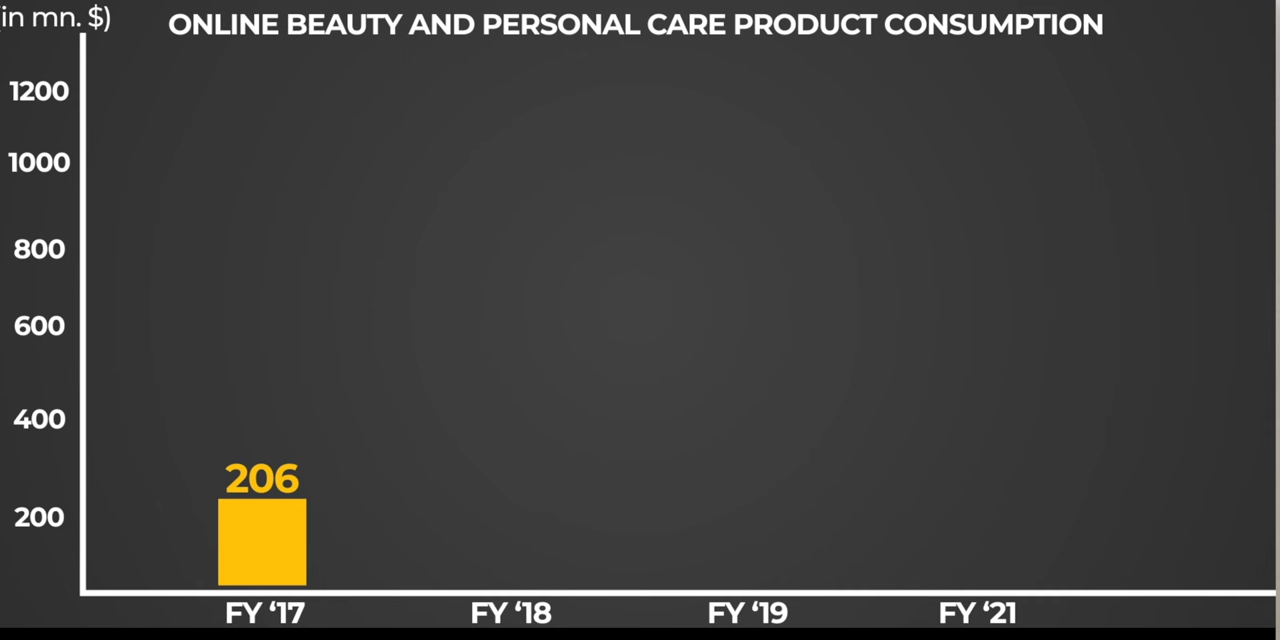 in mn. $)
ONLINE BEAUTY AND PERSONAL CARE PRODUCT CONSUMPTION
1200
1000
800
600
400
206
200
FY ‘17 FY ‘18 FY ‘19 FY ‘21